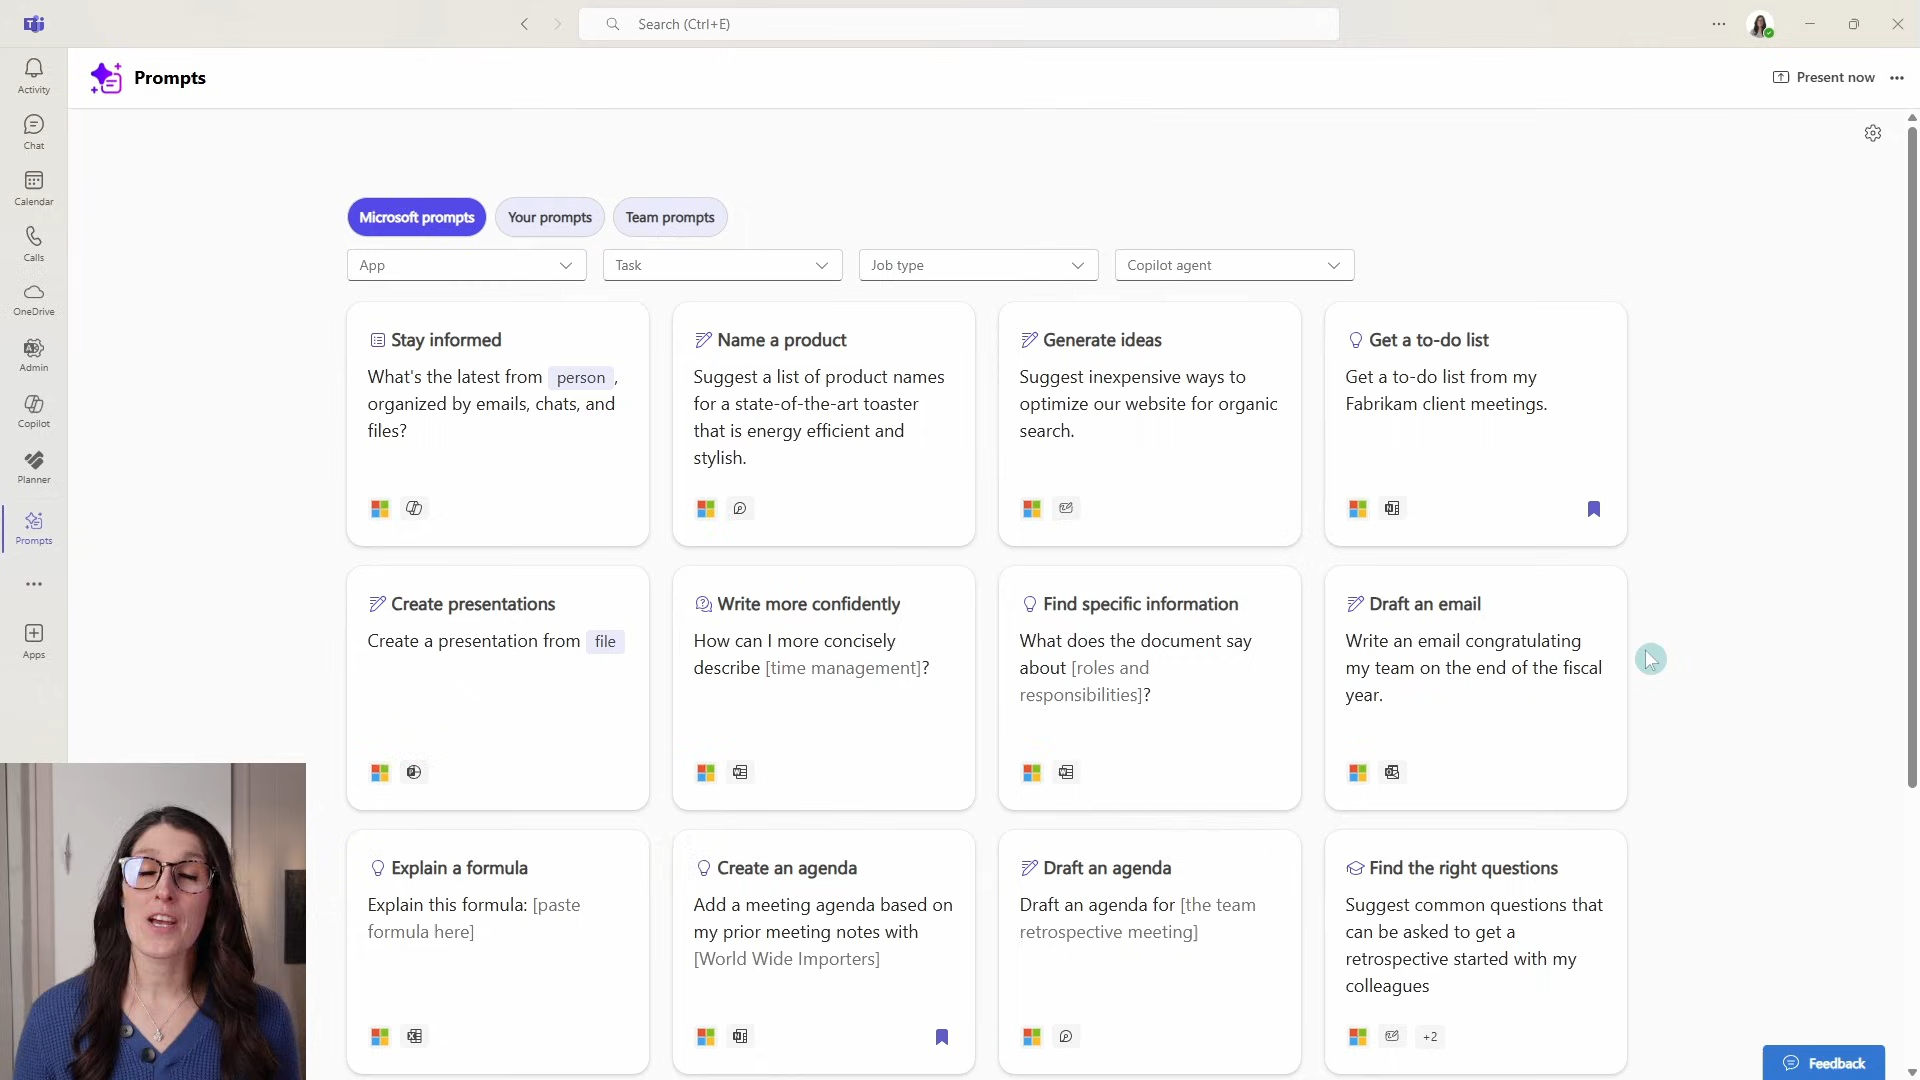 Search (Ctrl+E)
Activity
Chat
Calendar
Calls
OneDrive
Admin
Copilot
Planner
Prompts
Apps
Prompts
Present now
Microsoft prompts
Your prompts
Team prompts
App
Task
Job type
Copilot agent
Stay informed
What's the latest from person,
organized by emails, chats, and
files?
Name a product
Suggest a list of product names
for a state-of-the-art toaster
that is energy efficient and
stylish.
Generate ideas
Suggest inexpensive ways to
optimize our website for organic
search.
Get a to-do list
Get a to-do list from my
Fabrikam client meetings.
Create presentations
Create a presentation from file
Write more confidently
How can I more concisely
describe [time management]?
Find specific information
What does the document say
about [roles and
responsibilities]?
Draft an email
Write an email congratulating
my team on the end of the fiscal
year.
Explain a formula
Explain this formula: [paste
formula here]
Create an agenda
Add a meeting agenda based on
my prior meeting notes with
[World Wide Importers]
Draft an agenda
Draft an agenda for [the team
retrospective meeting]
Find the right questions
Suggest common questions that
can be asked to get a
retrospective started with my
colleagues
+2
Feedback